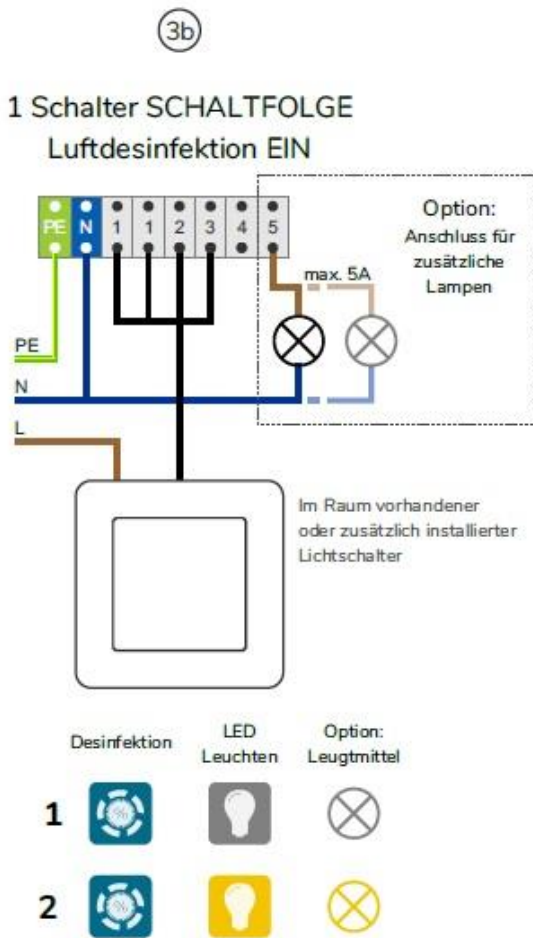 3b
1 Schalter SCHALTFOLGE
Luftdesinfektion EIN
PE N 1 1 2 3 4 5
Option:
Anschluss für
zusätzliche
Lampen
max. 5A
PE
N
L
Im Raum vorhandener
oder zusätzlich installierter
Lichtschalter
Desinfektion
LED
Leuchten
Option:
Leugtmittel
1
%
2
%